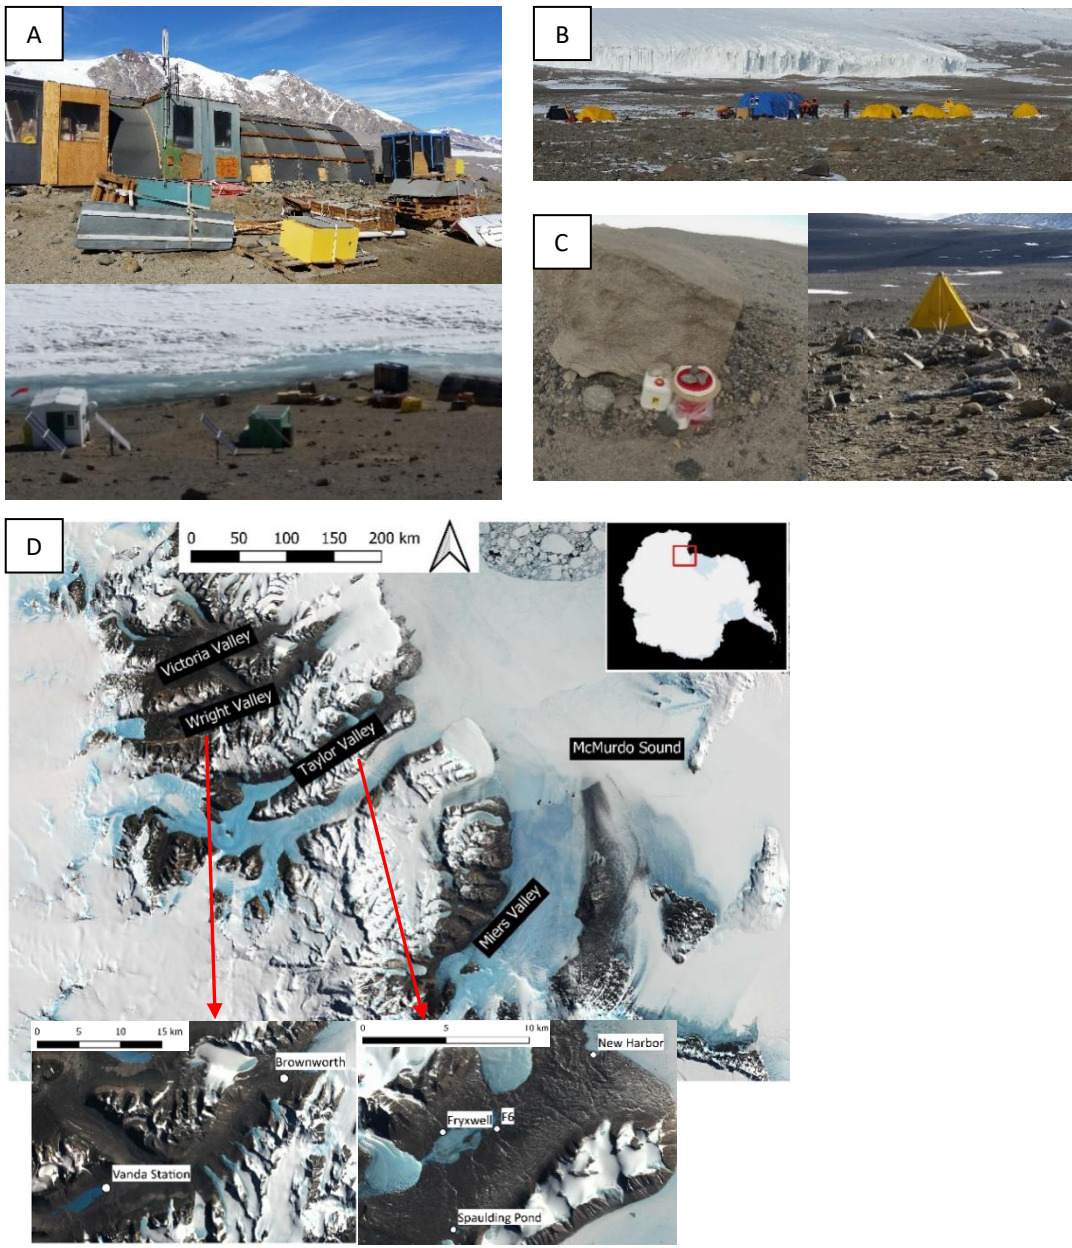 A
B
C
D
0 50 100 150 200 km
Victoria Valley
Wright Valley
Taylor Valley
McMurdo Sound
Miers Valley
0 5 10 15 km
Brownworth
Vanda Station
0 5 10 km
New Harbor
Fryxwell
F6
Spaulding Pond